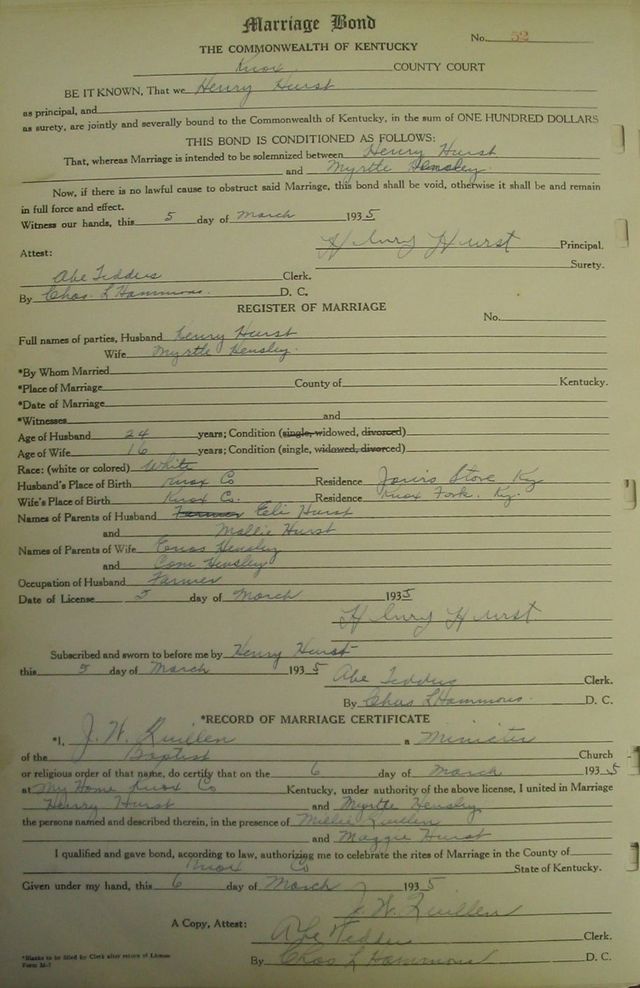 Marriage Bond
No. 52
THE COMMONWEALTH OF KENTUCKY
Knox COUNTY COURT
BE IT KNOWN, That we Henry Hurst
as principal, and
as surety, are jointly and severally bound to the Commonwealth of Kentucky, in the sum of ONE HUNDRED DOLLARS
THIS BOND IS CONDITIONED AS FOLLOWS:
That, whereas Marriage is intended to be solemnized between Henry Hurst
and Myrtle Hensley.
Now, if there is no lawful cause to obstruct said Marriage, this bond shall be void, otherwise it shall be and remain
in full force and effect.
Witness our hands, this 5 day of March 1935
Henry Hurst Principal.
Attest: Surety.
Abe Tedders Clerk.
By Chas. L Hammons. D. C.
REGISTER OF MARRIAGE
No.
Full names of parties, Husband Henry Hurst
Wife Myrtle Hensley.
*By Whom Married
*Place of Marriage County of Kentucky.
*Date of Marriage
*Witnesses and
Age of Husband 24 years; Condition (single, widowed, divorced)
Age of Wife 16 years; Condition (single, widowed, divorced)
Race: (white or colored) White
Husband's Place of Birth Knox Co Residence Store Ky
Wife's Place of Birth Knox Co. Residence Knox Fork. Ky.
Names of Parents of Husband Farmer Eli Hurst
and Mollie Hurst
Names of Parents of Wife Hensley
and Hensley
Occupation of Husband Farmer
Date of License 5 day of March 1935
Henry Hurst
Subscribed and sworn to before me by Henry Hurst
this 5 day of March 1935 Abe Tedders Clerk.
By Chas L Hammons. D. C.
*RECORD OF MARRIAGE CERTIFICATE
*I, J. W. Quillen a Minister
of the Baptist Church
or religious order of that name, do certify that on the 6 day of March 1935
at My Home Knox Co Kentucky, under authority of the above license, I united in Marriage
Henry Hurst and Myrtle Hensley
the persons named and described therein, in the presence of Millie Quillen
and Maggie Hurst
I qualified and gave bond, according to law, authorizing me to celebrate the rites of Marriage in the County of
Knox Co State of Kentucky.
Given under my hand, this 6 day of March 1935
J. W. Quillen
A Copy, Attest: Abe Tedders Clerk.
*Blanks to be filled by Clerk after return of License
By Chas L Hammons D. C.